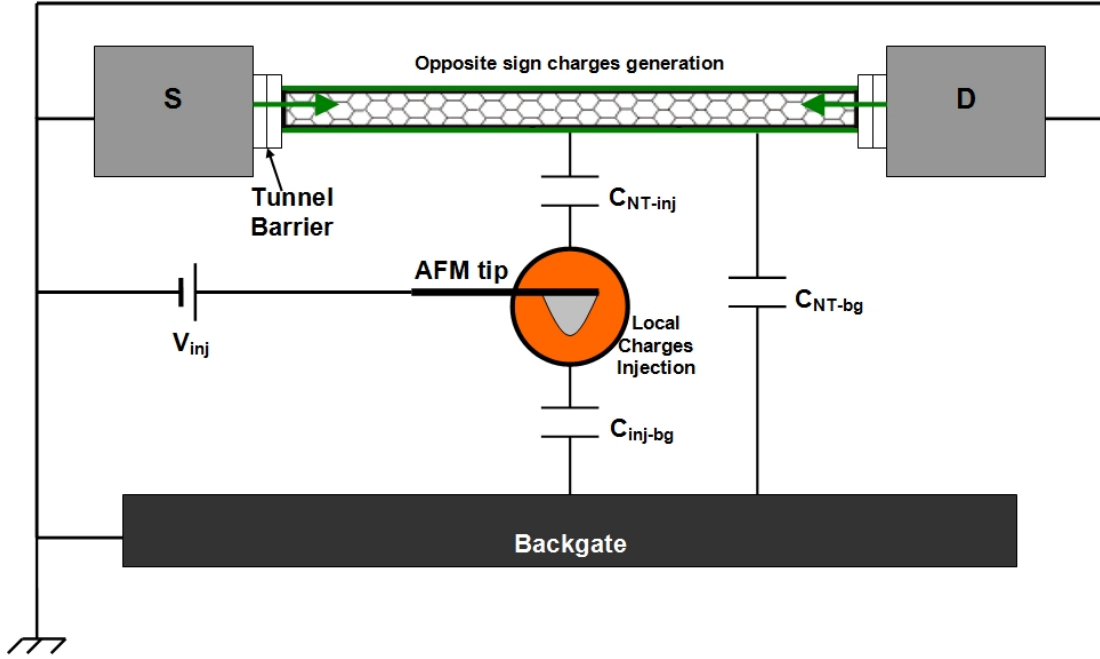 Opposite sign charges generation
S
D
Tunnel
Barrier
C_NT-inj
AFM tip
C_NT-bg
V_inj
Local
Charges
Injection
C_inj-bg
Backgate